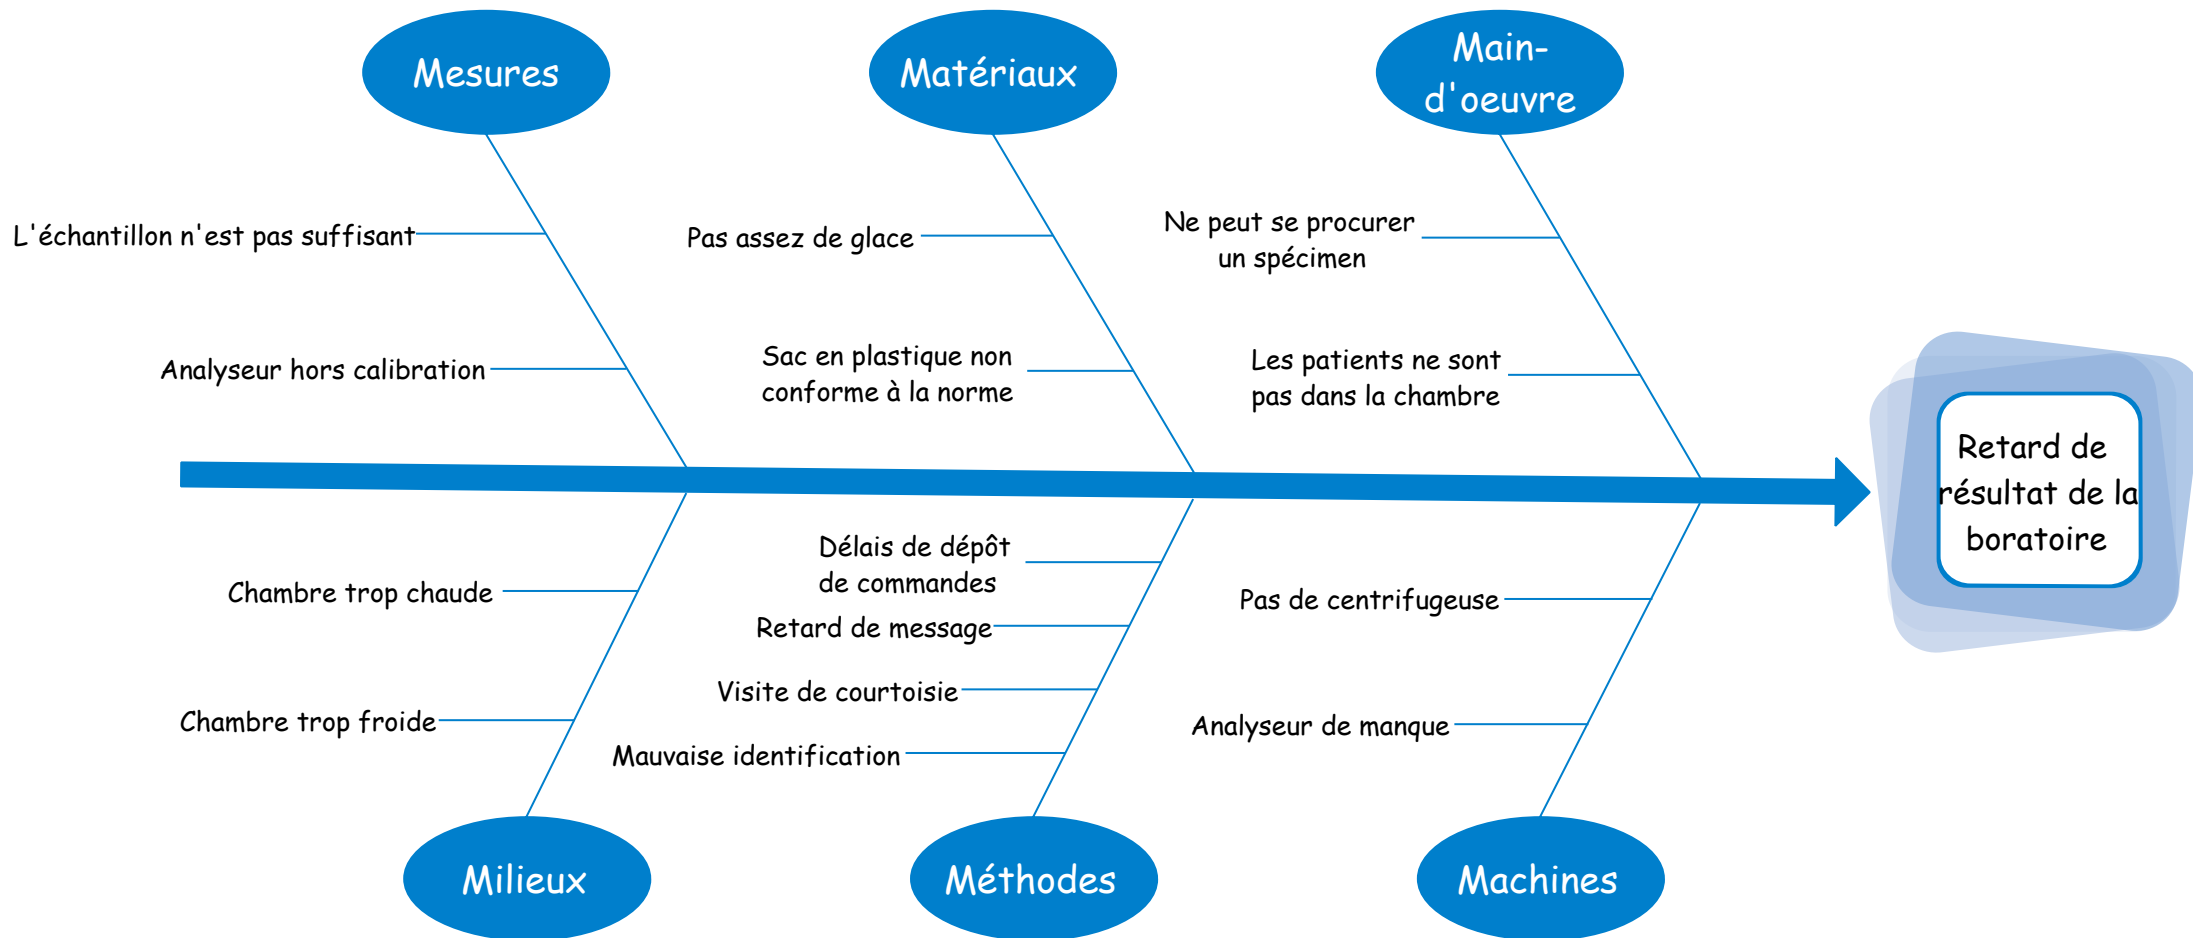 Mesures
Matériaux
Main-
d'oeuvre
L'échantillon n'est pas suffisant
Pas assez de glace
Ne peut se procurer
un spécimen
Analyseur hors calibration
Sac en plastique non
conforme à la norme
Les patients ne sont
pas dans la chambre
Retard de
résultat de la
boratoire
Chambre trop chaude
Délais de dépôt
de commandes
Retard de message
Pas de centrifugeuse
Chambre trop froide
Visite de courtoisie
Mauvaise identification
Analyseur de manque
Milieux
Méthodes
Machines